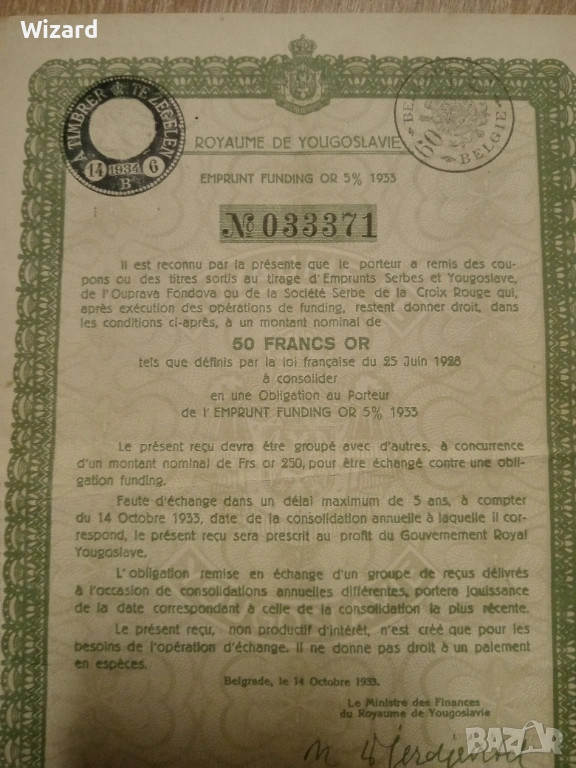 Wizard
A TIMBRER & TE ZEGELEN
14 1934 6
B
60
BELGIE
ROYAUME DE YOUGOSLAVIE
EMPRUNT FUNDING OR 5% 1933
№ 033371
Il est reconnu par la présente que le porteur a remis des cou-
pons ou des titres sortis au tirage d'Emprunts Serbes et Yougoslave,
de l'Ouprava Fondova ou de la Société Serbe de la Croix Rouge qui,
après exécution des opérations de funding, restent donner droit, dans
les conditions ci-après, à un montant nominal de
50 FRANCS OR
tels que définis par la loi française du 25 Juin 1928
à consolider
en une Obligation au Porteur
de l'EMPRUNT FUNDING OR 5% 1933
Le présent reçu devra être groupé avec d'autres, à concurrence
d'un montant nominal de Frs or 250, pour être échangé contre une obli-
gation funding.
Faute d'échange dans un délai maximum de 5 ans, à compter
du 14 Octobre 1933, date de la consolidation annuelle à laquelle il cor-
respond, le présent reçu sera prescrit au profit du Gouvernement Royal
Yougoslave.
L'obligation remise en échange d'un groupe de reçus délivrés
à l'occasion de consolidations annuelles différentes, portera jouissance
de la date correspondant à celle de la consolidation la plus récente.
Le présent reçu, non productif d'intérêt, n'est créé que pour les
besoins de l'opération d'échange. Il ne donne pas droit à un paiement
en espèces.
Belgrade, le 14 Octobre 1933.
Le Ministre des Finances
du Royaume de Yougoslavie
BAZAR